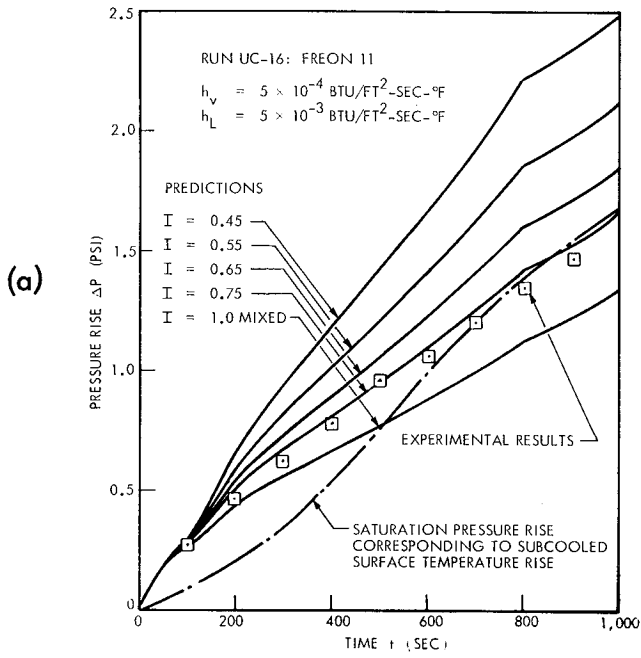 (a)
PRESSURE RISE ΔP (PSI)
2.5
2.0
1.5
1.0
0.5
0
RUN UC-16: FREON 11
h_v = 5 × 10^-4 BTU/FT^2-SEC-°F
h_L = 5 × 10^-3 BTU/FT^2-SEC-°F
PREDICTIONS
I = 0.45
I = 0.55
I = 0.65
I = 0.75
I = 1.0 MIXED
EXPERIMENTAL RESULTS
SATURATION PRESSURE RISE
CORRESPONDING TO SUBCOOLED
SURFACE TEMPERATURE RISE
0 200 400 600 800 1,000
TIME t (SEC)